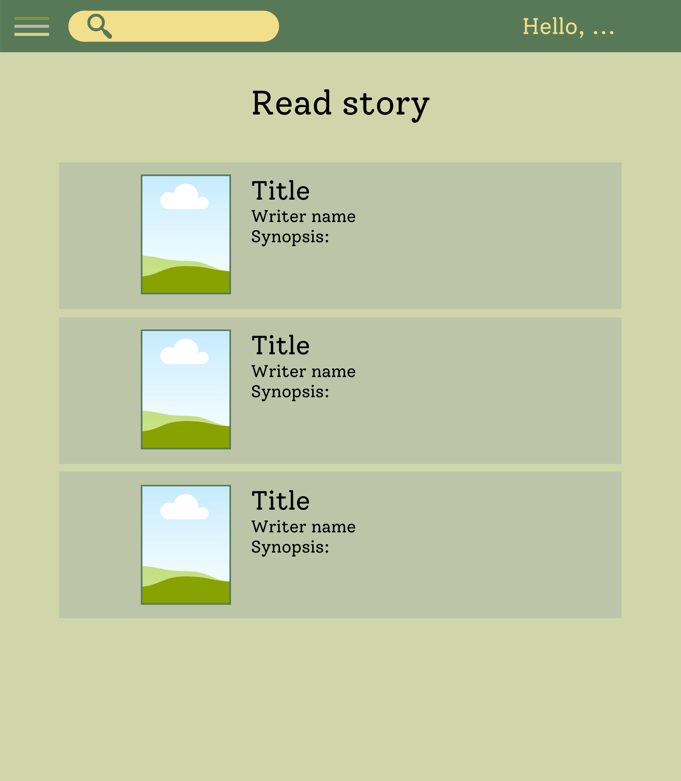 Hello, ...
Read story
Title
Writer name
Synopsis:
Title
Writer name
Synopsis:
Title
Writer name
Synopsis: